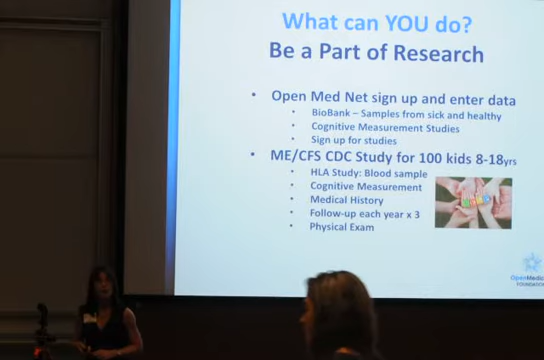 What can YOU do?
Be a Part of Research
• Open Med Net sign up and enter data
• BioBank – Samples from sick and healthy
• Cognitive Measurement Studies
• Sign up for studies
• ME/CFS CDC Study for 100 kids 8-18yrs
• HLA Study: Blood sample
• Cognitive Measurement
• Medical History
• Follow-up each year x 3
• Physical Exam
OpenMedic
FOUNDATION